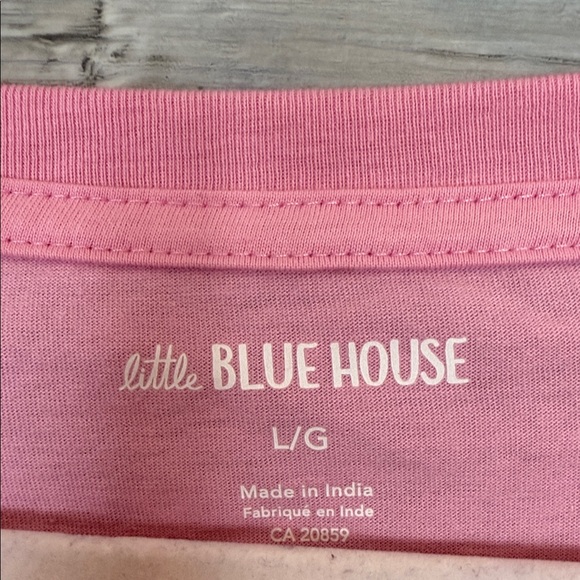 little BLUE HOUSE
L/G
Made in India
Fabriqué en Inde
CA 20859